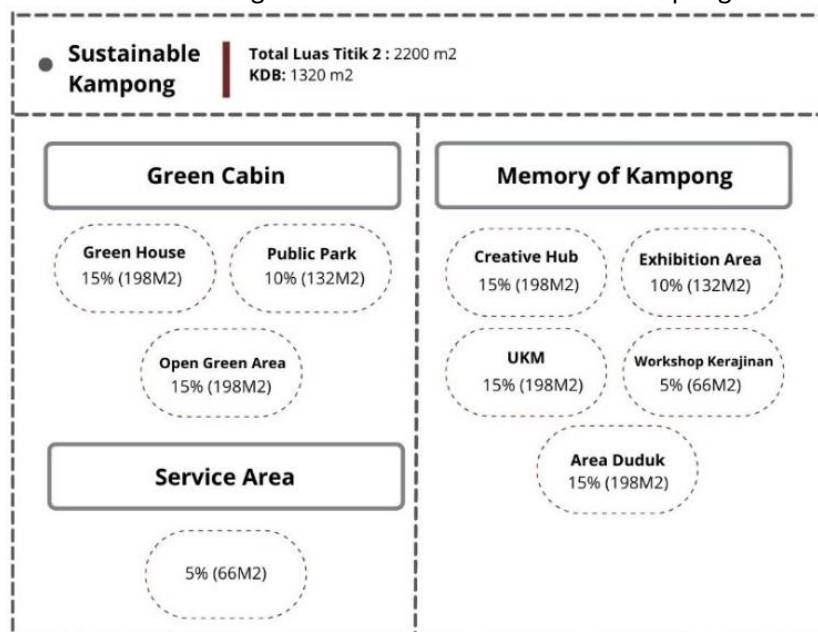 Sustainable
Kampong
Total Luas Titik 2 : 2200 m2
KDB: 1320 m2
Green Cabin
Green House
15% (198M2)
Public Park
10% (132M2)
Open Green Area
15% (198M2)
Service Area
5% (66M2)
Memory of Kampong
Creative Hub
15% (198M2)
Exhibition Area
10% (132M2)
UKM
15% (198M2)
Workshop Kerajinan
5% (66M2)
Area Duduk
15% (198M2)